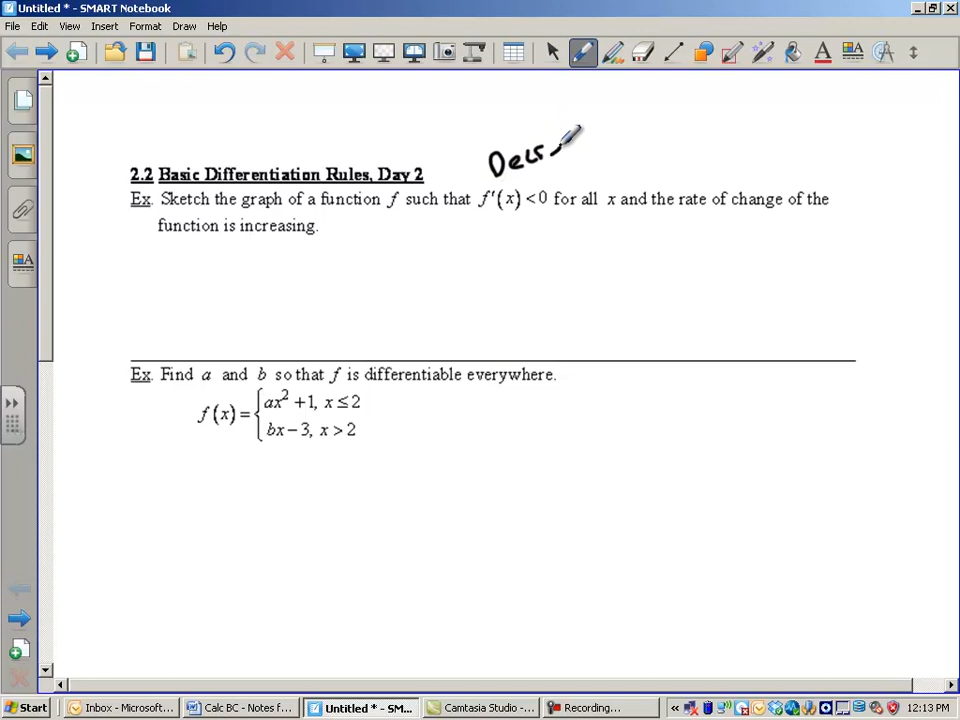 Untitled * - SMART Notebook
File Edit View Insert Format Draw Help
2.2 Basic Differentiation Rules, Day 2
Ex. Sketch the graph of a function f such that f'(x) < 0 for all x and the rate of change of the
function is increasing.
Ex. Find a and b so that f is differentiable everywhere.
f(x) = { ax² + 1, x ≤ 2
bx − 3, x > 2
Start Inbox - Microsoft... Calc BC - Notes f... Untitled * - SM... Camtasia Studio - ... Recording... 12:13 PM